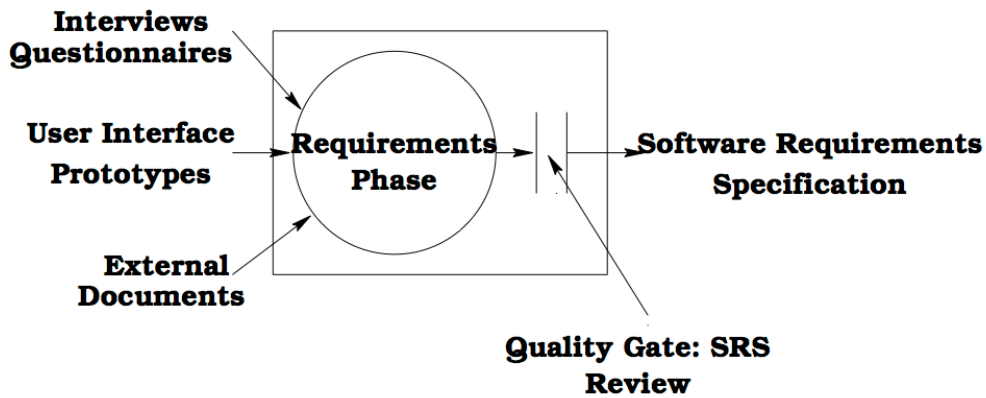 Interviews
Questionnaires
User Interface
Prototypes
External
Documents
Requirements
Phase
Software Requirements
Specification
Quality Gate: SRS
Review